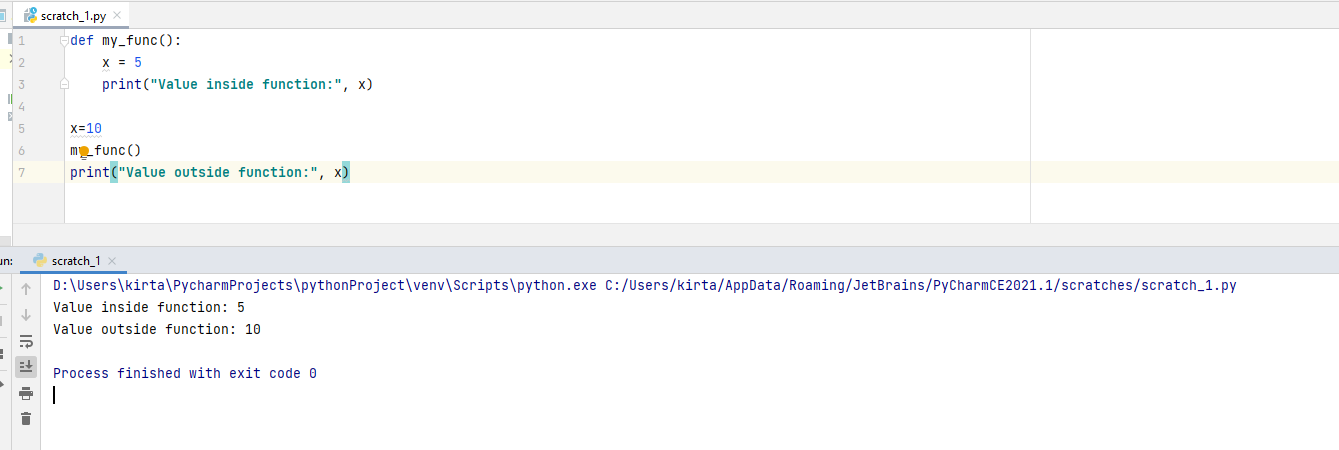 scratch_1.py
1 def my_func():
2     x = 5
3     print("Value inside function:", x)
4
5 x=10
6 my_func()
7 print("Value outside function:", x)
un: scratch_1
D:\Users\kirta\PycharmProjects\pythonProject\venv\Scripts\python.exe C:/Users/kirta/AppData/Roaming/JetBrains/PyCharmCE2021.1/scratches/scratch_1.py
Value inside function: 5
Value outside function: 10
Process finished with exit code 0